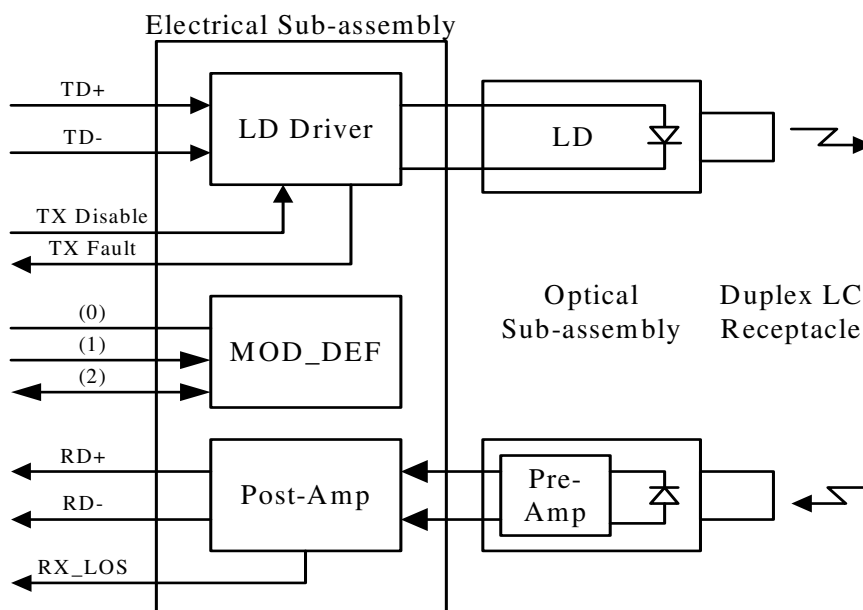 Electrical Sub-assembly
TD+
TD-
LD Driver
LD
TX Disable
TX Fault
Optical
Sub-assembly
Duplex LC
Receptacle
(0)
(1)
(2)
MOD_DEF
RD+
RD-
RX_LOS
Post-Amp
Pre-
Amp